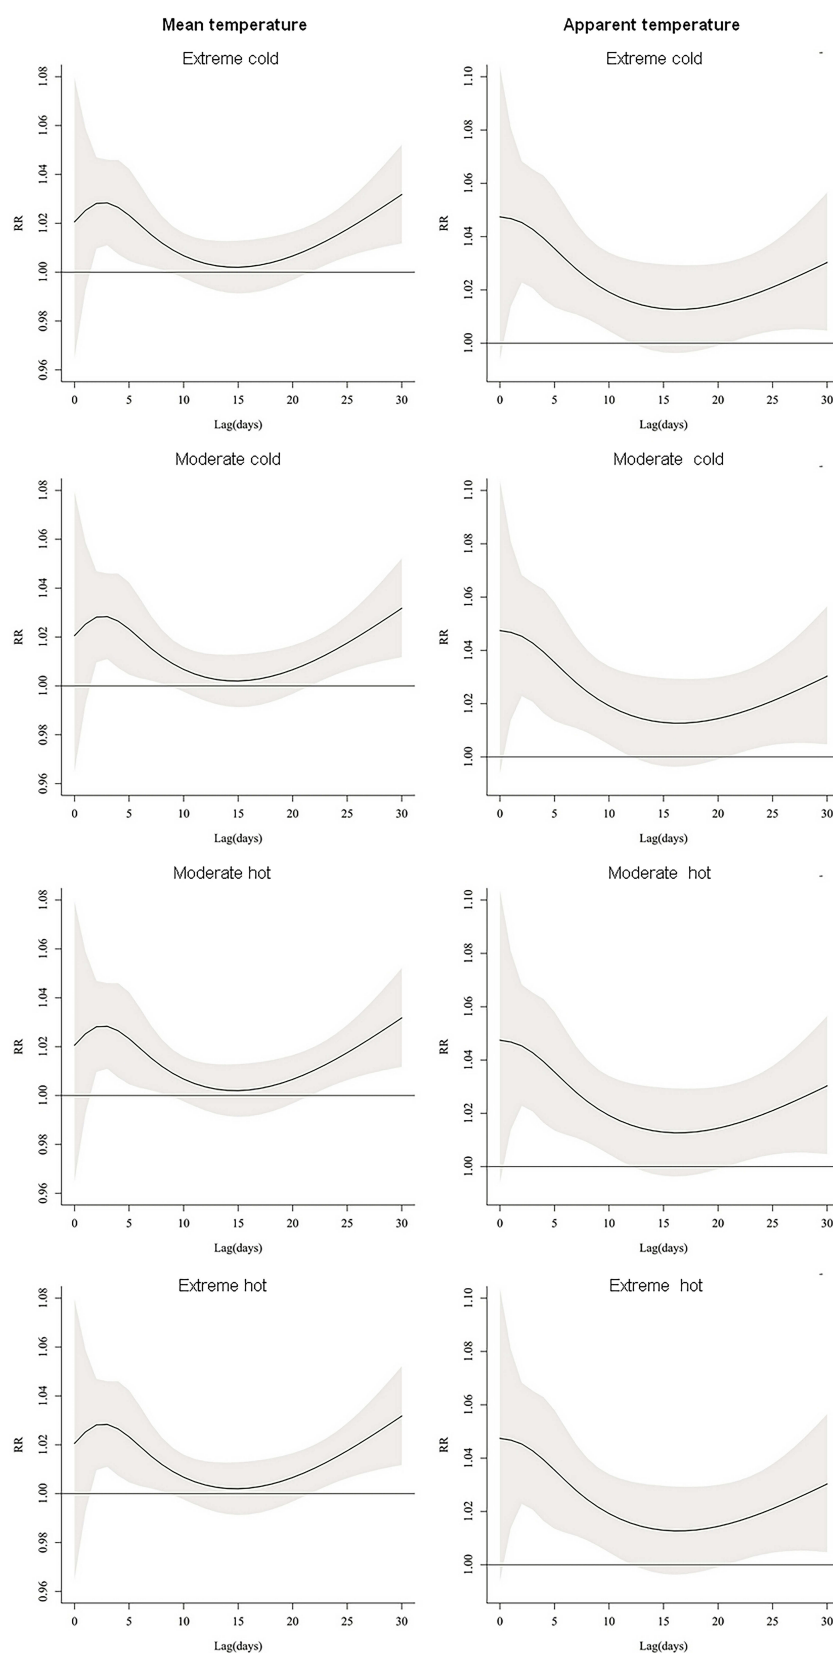 Mean temperature
Apparent temperature
Extreme cold
Extreme cold
RR
0.96 0.98 1.00 1.02 1.04 1.06 1.08
0 5 10 15 20 25 30
Lag(days)
RR
1.00 1.02 1.04 1.06 1.08 1.10
0 5 10 15 20 25 30
Lag(days)
Moderate cold
Moderate cold
RR
0.96 0.98 1.00 1.02 1.04 1.06 1.08
0 5 10 15 20 25 30
Lag(days)
RR
1.00 1.02 1.04 1.06 1.08 1.10
0 5 10 15 20 25 30
Lag(days)
Moderate hot
Moderate hot
RR
0.96 0.98 1.00 1.02 1.04 1.06 1.08
0 5 10 15 20 25 30
Lag(days)
RR
1.00 1.02 1.04 1.06 1.08 1.10
0 5 10 15 20 25 30
Lag(days)
Extreme hot
Extreme hot
RR
0.96 0.98 1.00 1.02 1.04 1.06 1.08
0 5 10 15 20 25 30
Lag(days)
RR
1.00 1.02 1.04 1.06 1.08 1.10
0 5 10 15 20 25 30
Lag(days)